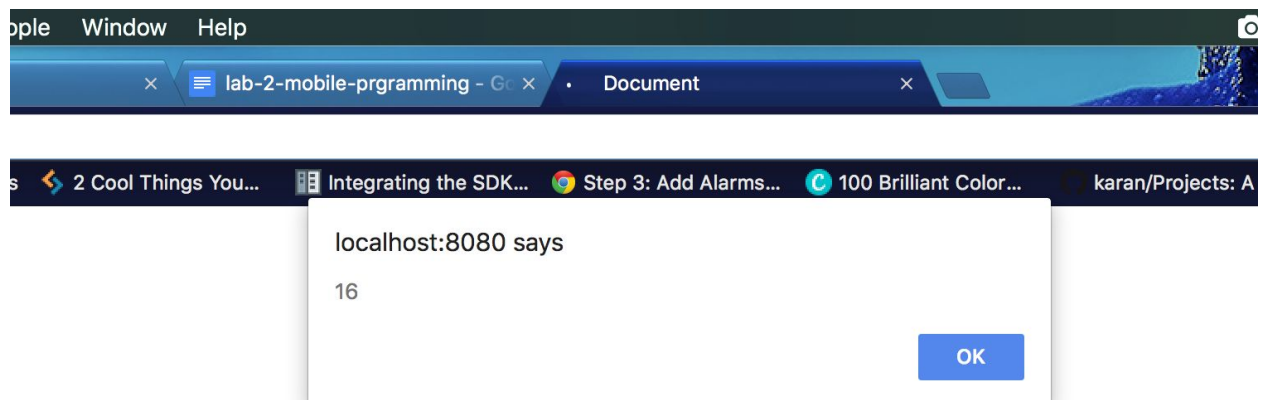 Window Help
lab-2-mobile-prgramming - Document
2 Cool Things You... Integrating the SDK... Step 3: Add Alarms... 100 Brilliant Color... karan/Projects: A
localhost:8080 says
16
OK